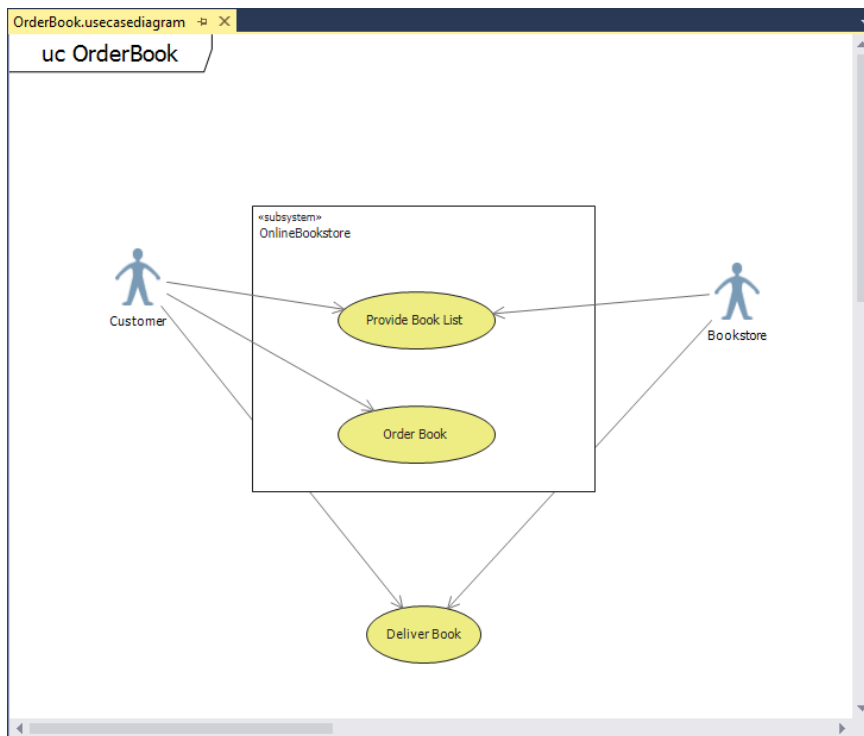 OrderBook.usecasediagram
uc OrderBook
«subsystem»
OnlineBookstore
Customer
Provide Book List
Bookstore
Order Book
Deliver Book